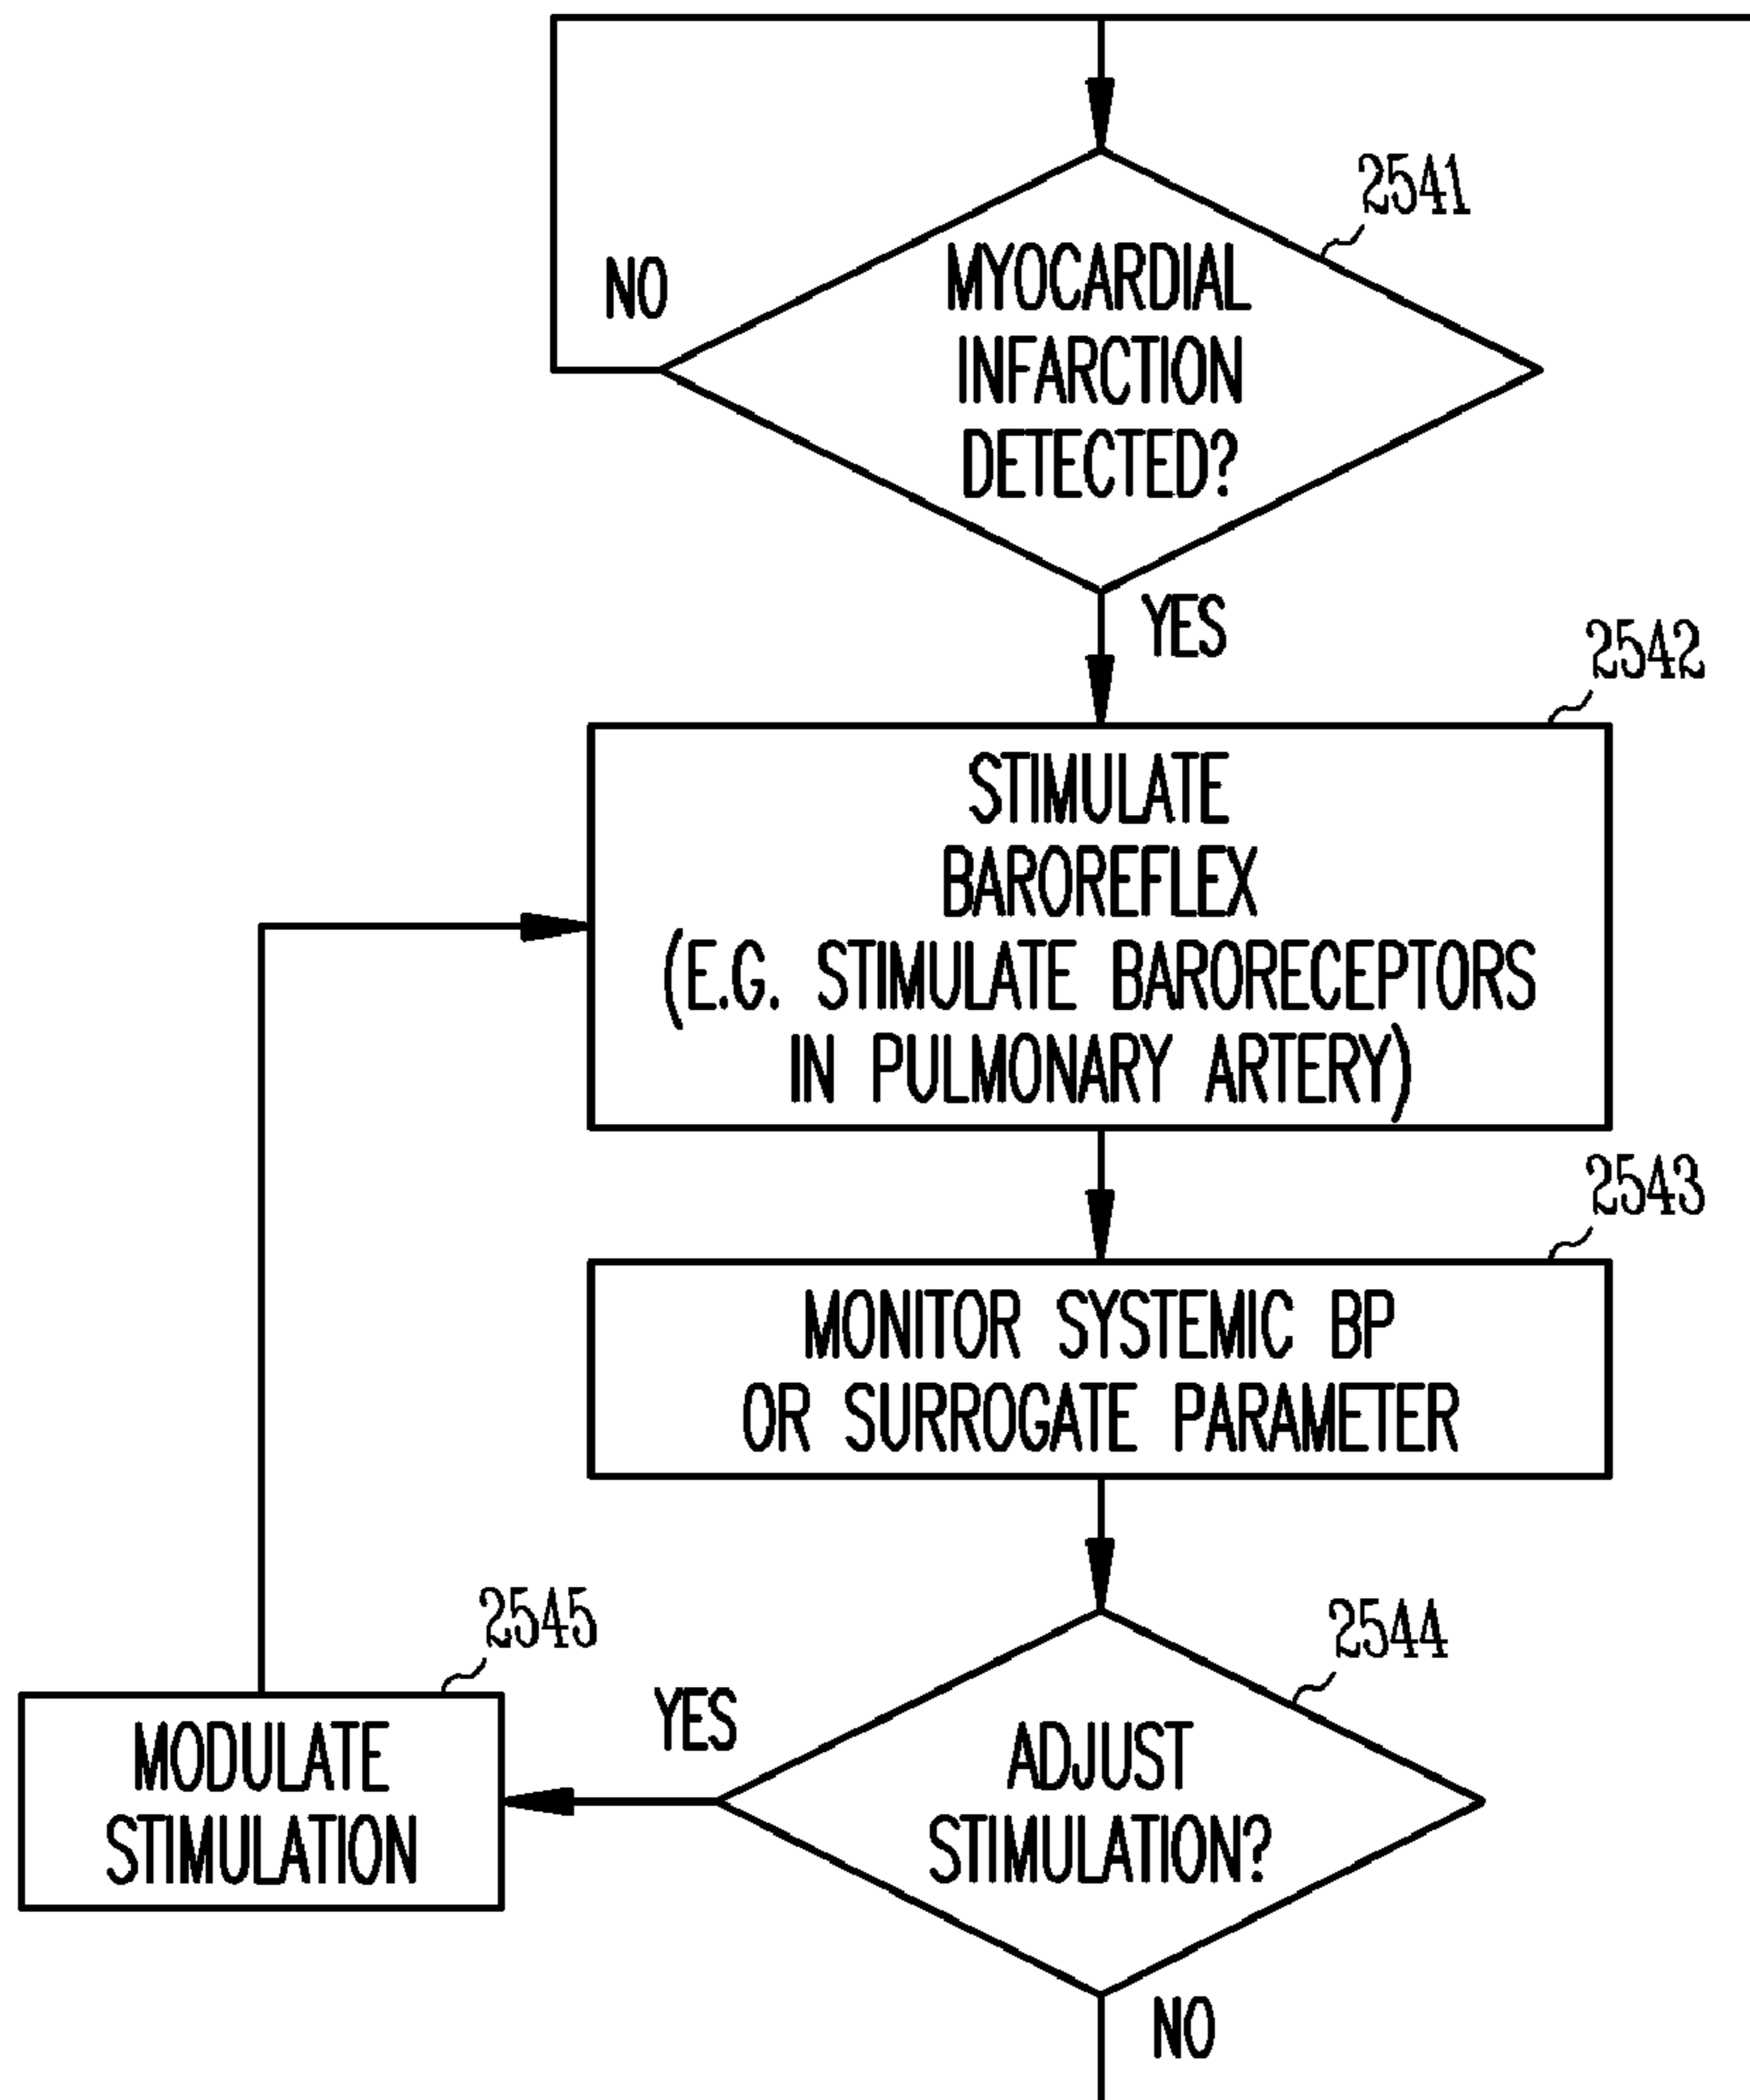 2541
MYOCARDIAL
INFARCTION
DETECTED?
NO
YES
2542
STIMULATE
BAROREFLEX
(E.G. STIMULATE BARORECEPTORS
IN PULMONARY ARTERY)
2543
MONITOR SYSTEMIC BP
OR SURROGATE PARAMETER
2544
ADJUST
STIMULATION?
YES
2545
MODULATE
STIMULATION
NO